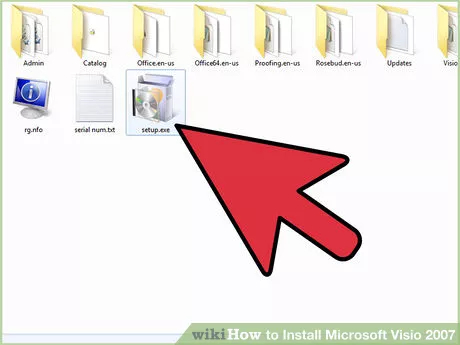 Admin Catalog Office.en-us Office64.en-us Proofing.en-us Rosebud.en-us Updates Visio
rg.nfo serial num.txt setup.exe
wikiHow to Install Microsoft Visio 2007